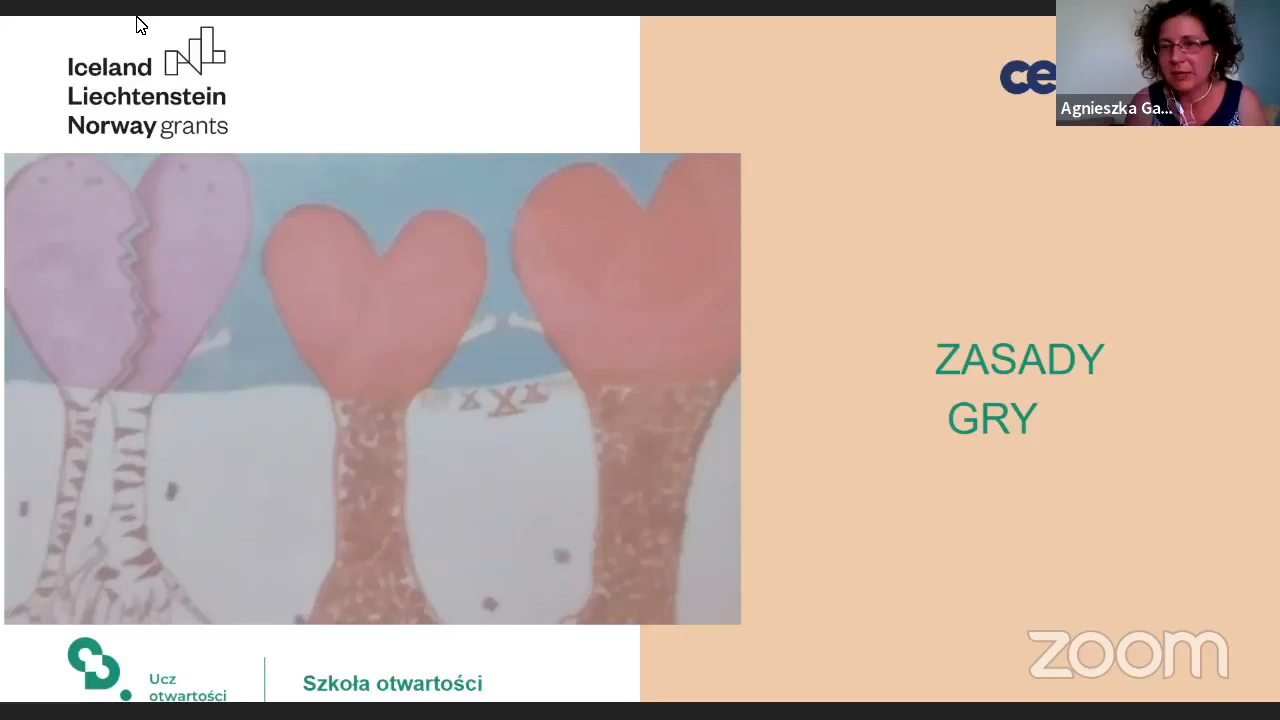 Iceland
Liechtenstein
Norway grants
ce
Agnieszka Ga...
ZASADY
GRY
Ucz
otwartości
Szkoła otwartości
zoom